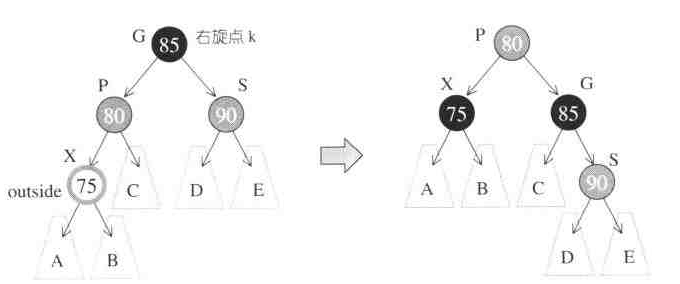 G 85 右旋点 k
P S
80 90
X
outside 75 C D E
A B
P 80
X G
75 85
A B C S
90
D E